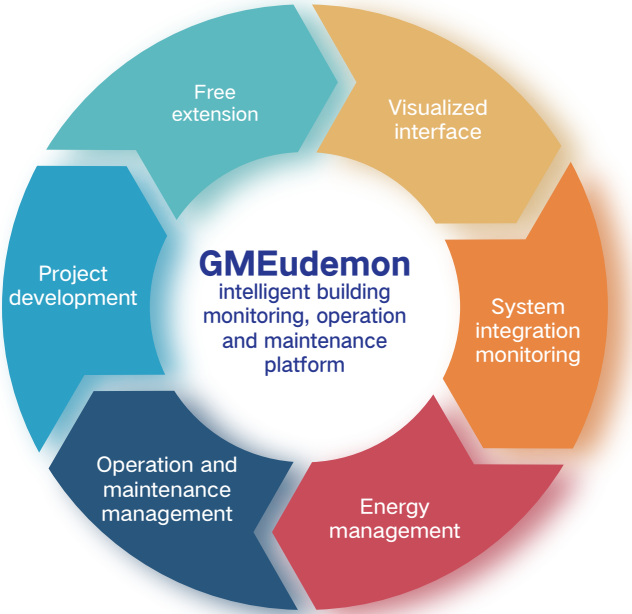 Free
extension
Visualized
interface
System
integration
monitoring
Energy
management
Operation and
maintenance
management
Project
development
GMEudemon
intelligent building
monitoring, operation
and maintenance
platform